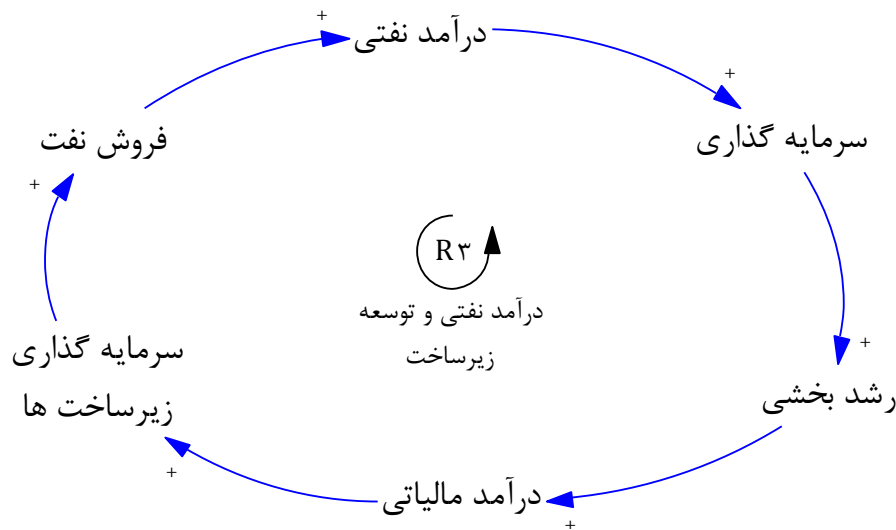 درآمد نفتی
+
+
سرمایه گذاری
فروش نفت
+
R۳
درآمد نفتی و توسعه
زیرساخت
سرمایه گذاری
زیرساخت ها
+
رشد بخشی
درآمد مالیاتی
+
+